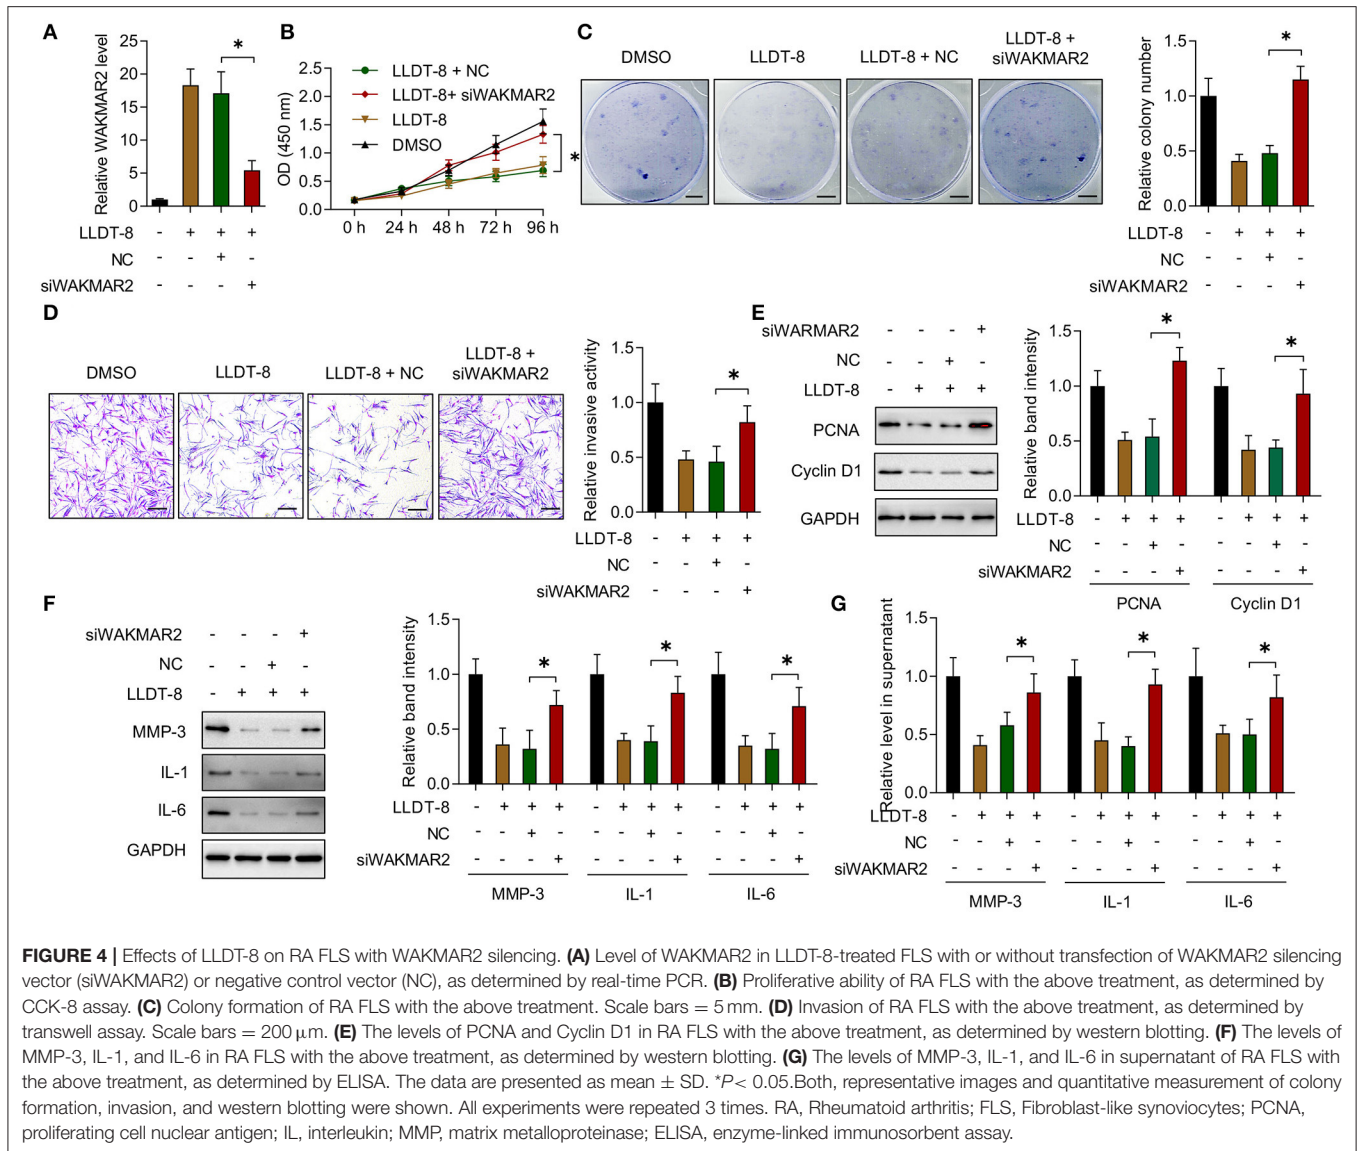 A
Relative WAKMAR2 level
25
20
15
10
5
0
*
LLDT-8 - + + +
NC - - + -
siWAKMAR2 - - - +
B
OD (450 nm)
2.5
2.0
1.5
1.0
0.5
0.0
LLDT-8 + NC
LLDT-8+ siWAKMAR2
LLDT-8
DMSO
*
0 h 24 h 48 h 72 h 96 h
C
DMSO LLDT-8 LLDT-8 + NC LLDT-8 +
siWAKMAR2
Relative colony number
1.5
1.0
0.5
0.0
*
LLDT-8 - + + +
NC - - + -
siWAKMAR2 - - - +
D
DMSO LLDT-8 LLDT-8 + NC LLDT-8 +
siWAKMAR2
Relative invasive activity
1.5
1.0
0.5
0.0
*
LLDT-8 - + + +
NC - - + -
siWAKMAR2 - - - +
E
siWARMAR2 - - - +
NC - - + -
LLDT-8 - + + +
PCNA
Cyclin D1
GAPDH
Relative band intensity
1.5
1.0
0.5
0.0
* *
LLDT-8 - + + + - + + +
NC - - + - - - + -
siWAKMAR2 - - - + - - - +
PCNA Cyclin D1
F
siWAKMAR2 - - - +
NC - - + -
LLDT-8 - + + +
MMP-3
IL-1
IL-6
GAPDH
Relative band intensity
1.5
1.0
0.5
0.0
* * *
LLDT-8 - + + + - + + + - + + +
NC - - + - - - + - - - + -
siWAKMAR2 - - - + - - - + - - - +
MMP-3 IL-1 IL-6
G
Relative level in supernatant
1.5
1.0
0.5
0.0
* * *
LLDT-8 - + + + - + + + - + + +
NC - - + - - - + - - - + -
siWAKMAR2 - - - + - - - + - - - +
MMP-3 IL-1 IL-6
FIGURE 4 | Effects of LLDT-8 on RA FLS with WAKMAR2 silencing. (A) Level of WAKMAR2 in LLDT-8-treated FLS with or without transfection of WAKMAR2 silencing
vector (siWAKMAR2) or negative control vector (NC), as determined by real-time PCR. (B) Proliferative ability of RA FLS with the above treatment, as determined by
CCK-8 assay. (C) Colony formation of RA FLS with the above treatment. Scale bars = 5 mm. (D) Invasion of RA FLS with the above treatment, as determined by
transwell assay. Scale bars = 200 μm. (E) The levels of PCNA and Cyclin D1 in RA FLS with the above treatment, as determined by western blotting. (F) The levels of
MMP-3, IL-1, and IL-6 in RA FLS with the above treatment, as determined by western blotting. (G) The levels of MMP-3, IL-1, and IL-6 in supernatant of RA FLS with
the above treatment, as determined by ELISA. The data are presented as mean ± SD. *P< 0.05.Both, representative images and quantitative measurement of colony
formation, invasion, and western blotting were shown. All experiments were repeated 3 times. RA, Rheumatoid arthritis; FLS, Fibroblast-like synoviocytes; PCNA,
proliferating cell nuclear antigen; IL, interleukin; MMP, matrix metalloproteinase; ELISA, enzyme-linked immunosorbent assay.